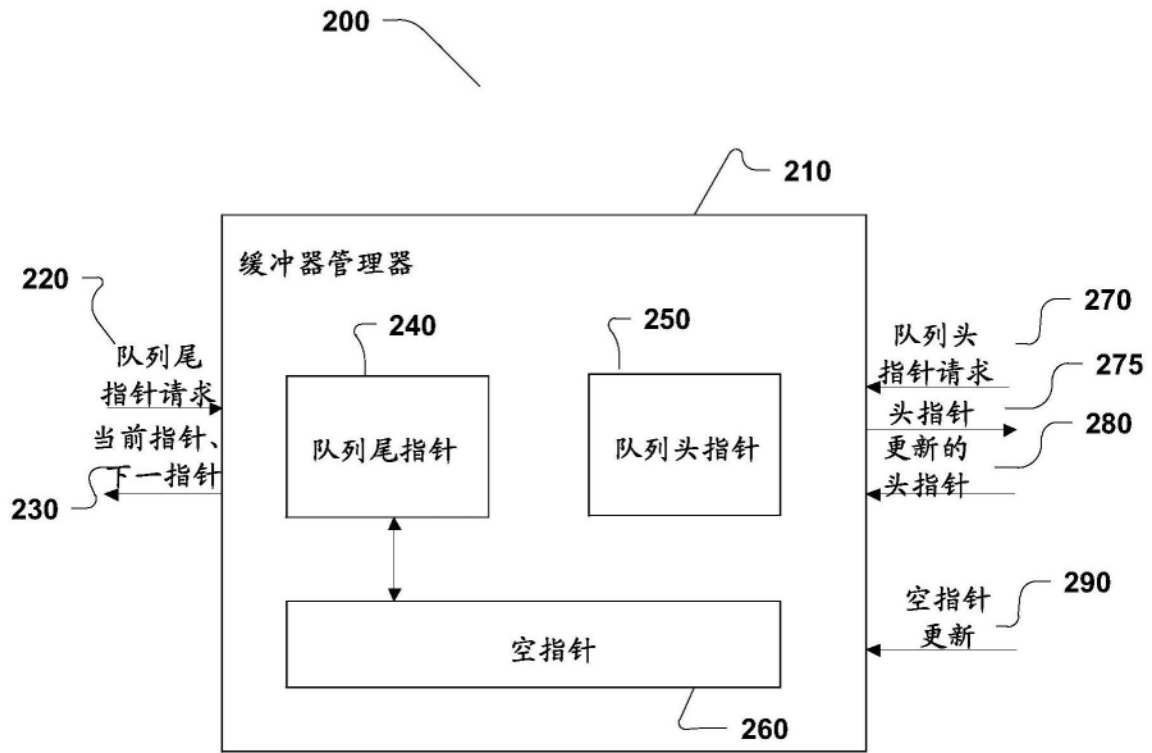 200
210
缓冲器管理器
220
队列尾
指针请求
当前指针、
下一指针
230
240
队列尾指针
250
队列头指针
270
队列头
指针请求
275
头指针
280
更新的
头指针
290
空指针
更新
空指针
260